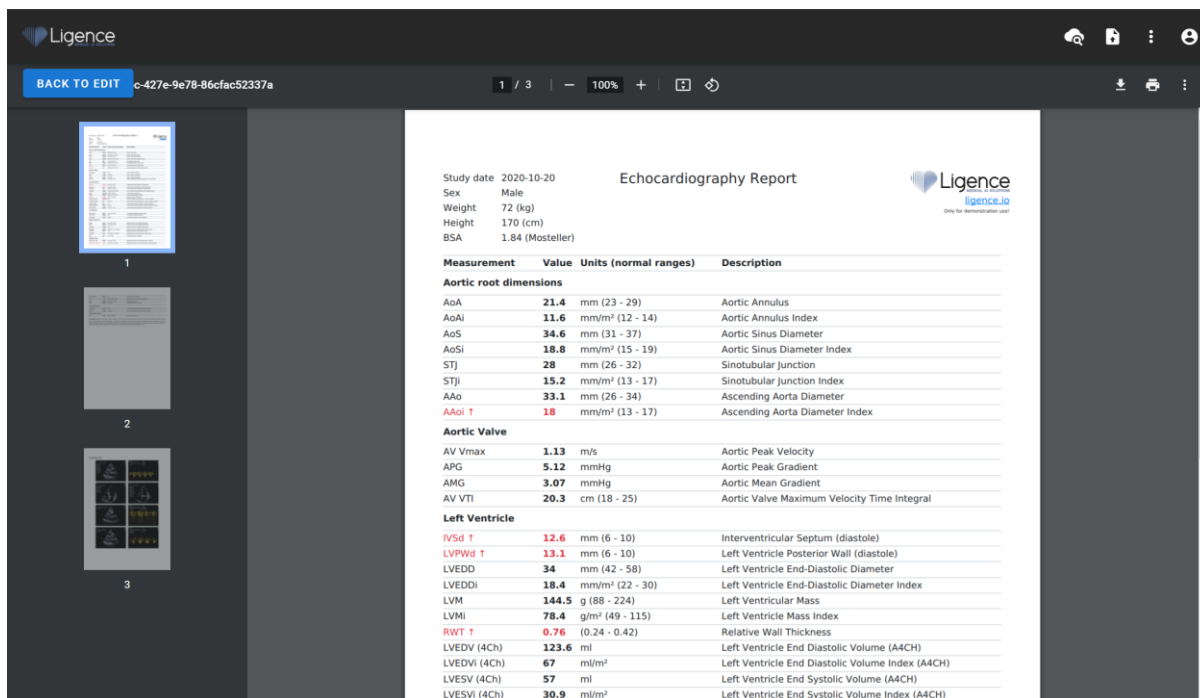 Ligence
MEDICAL AI SOLUTIONS
BACK TO EDIT c-427e-9e78-86cfac52337a
1 / 3 100%
1
2
3
Study date 2020-10-20
Sex Male
Weight 72 (kg)
Height 170 (cm)
BSA 1.84 (Mosteller)
Echocardiography Report
Ligence
MEDICAL AI SOLUTIONS
ligence.io
Only for demonstration use!
Measurement Value Units (normal ranges) Description
Aortic root dimensions
AoA 21.4 mm (23 - 29) Aortic Annulus
AoAi 11.6 mm/m² (12 - 14) Aortic Annulus Index
AoS 34.6 mm (31 - 37) Aortic Sinus Diameter
AoSi 18.8 mm/m² (15 - 19) Aortic Sinus Diameter Index
STJ 28 mm (26 - 32) Sinotubular Junction
STJi 15.2 mm/m² (13 - 17) Sinotubular Junction Index
AAo 33.1 mm (26 - 34) Ascending Aorta Diameter
AAoi ↑ 18 mm/m² (13 - 17) Ascending Aorta Diameter Index
Aortic Valve
AV Vmax 1.13 m/s Aortic Peak Velocity
APG 5.12 mmHg Aortic Peak Gradient
AMG 3.07 mmHg Aortic Mean Gradient
AV VTI 20.3 cm (18 - 25) Aortic Valve Maximum Velocity Time Integral
Left Ventricle
IVSd ↑ 12.6 mm (6 - 10) Interventricular Septum (diastole)
LVPWd ↑ 13.1 mm (6 - 10) Left Ventricle Posterior Wall (diastole)
LVEDD 34 mm (42 - 58) Left Ventricle End-Diastolic Diameter
LVEDDi 18.4 mm/m² (22 - 30) Left Ventricle End-Diastolic Diameter Index
LVM 144.5 g (88 - 224) Left Ventricular Mass
LVMi 78.4 g/m² (49 - 115) Left Ventricle Mass Index
RWT ↑ 0.76 (0.24 - 0.42) Relative Wall Thickness
LVEDV (4Ch) 123.6 ml Left Ventricle End Diastolic Volume (A4CH)
LVEDVi (4Ch) 67 ml/m² Left Ventricle End Diastolic Volume Index (A4CH)
LVESV (4Ch) 57 ml Left Ventricle End Systolic Volume (A4CH)
LVESVi (4Ch) 30.9 ml/m² Left Ventricle End Systolic Volume Index (A4CH)